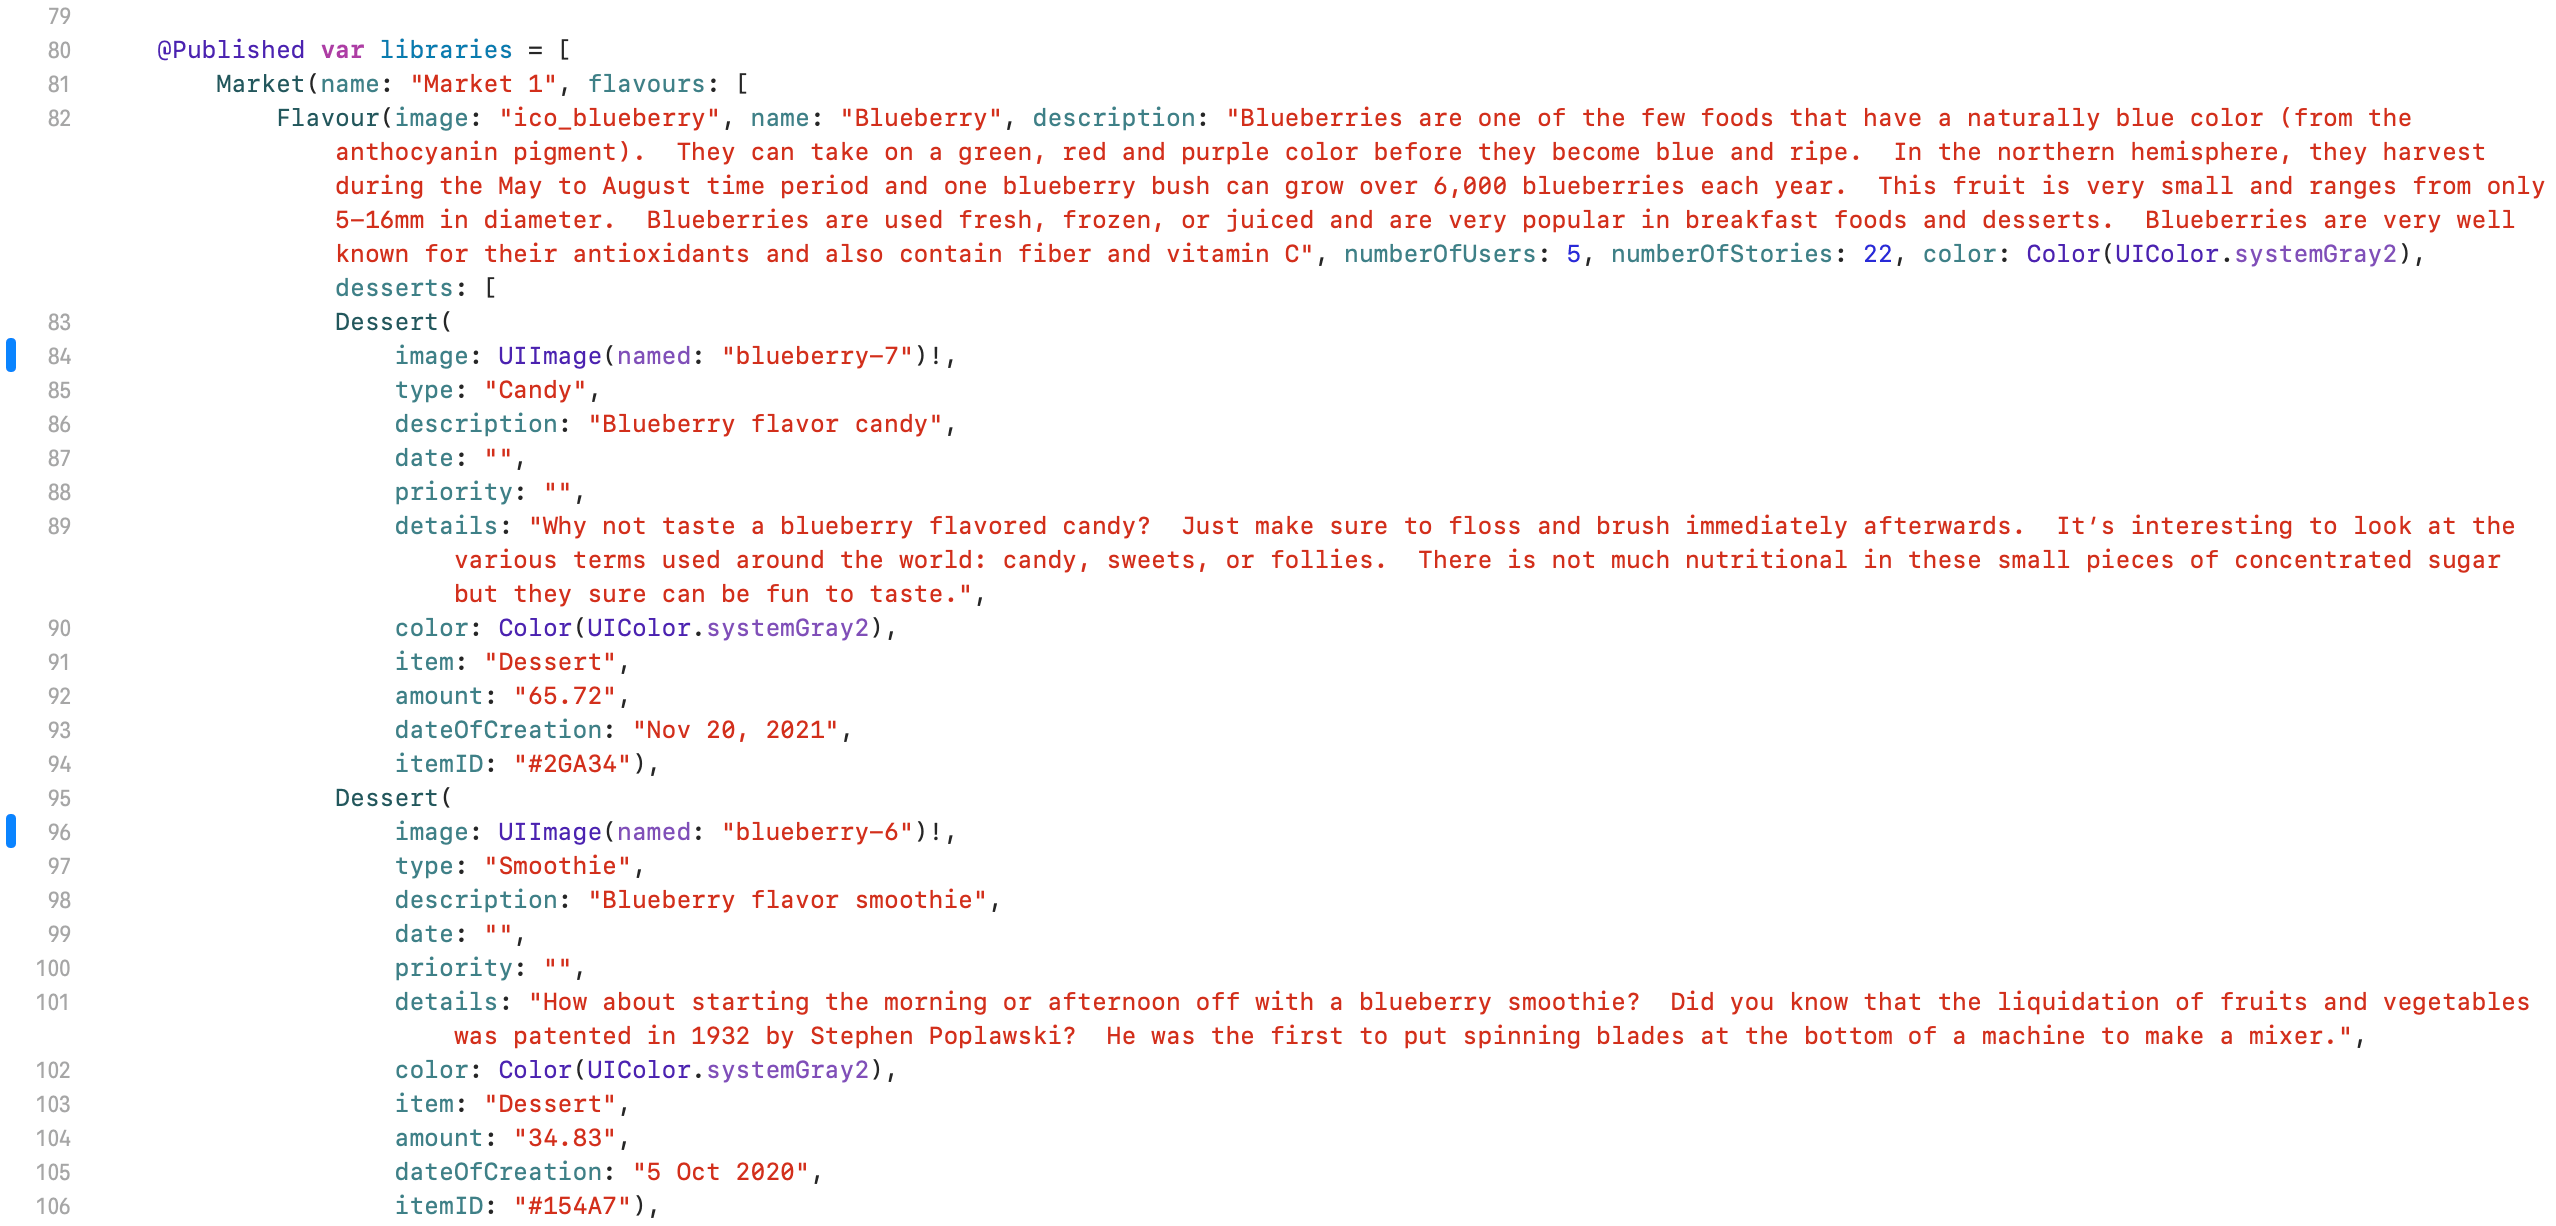 79
80 @Published var libraries = [
81 Market(name: "Market 1", flavours: [
82 Flavour(image: "ico_blueberry", name: "Blueberry", description: "Blueberries are one of the few foods that have a naturally blue color (from the
anthocyanin pigment).  They can take on a green, red and purple color before they become blue and ripe.  In the northern hemisphere, they harvest
during the May to August time period and one blueberry bush can grow over 6,000 blueberries each year.  This fruit is very small and ranges from only
5-16mm in diameter.  Blueberries are used fresh, frozen, or juiced and are very popular in breakfast foods and desserts.  Blueberries are very well
known for their antioxidants and also contain fiber and vitamin C", numberOfUsers: 5, numberOfStories: 22, color: Color(UIColor.systemGray2),
desserts: [
83 Dessert(
84 image: UIImage(named: "blueberry-7")!,
85 type: "Candy",
86 description: "Blueberry flavor candy",
87 date: "",
88 priority: "",
89 details: "Why not taste a blueberry flavored candy?  Just make sure to floss and brush immediately afterwards.  It’s interesting to look at the
various terms used around the world: candy, sweets, or follies.  There is not much nutritional in these small pieces of concentrated sugar
but they sure can be fun to taste.",
90 color: Color(UIColor.systemGray2),
91 item: "Dessert",
92 amount: "65.72",
93 dateOfCreation: "Nov 20, 2021",
94 itemID: "#2GA34"),
95 Dessert(
96 image: UIImage(named: "blueberry-6")!,
97 type: "Smoothie",
98 description: "Blueberry flavor smoothie",
99 date: "",
100 priority: "",
101 details: "How about starting the morning or afternoon off with a blueberry smoothie?  Did you know that the liquidation of fruits and vegetables
was patented in 1932 by Stephen Poplawski?  He was the first to put spinning blades at the bottom of a machine to make a mixer.",
102 color: Color(UIColor.systemGray2),
103 item: "Dessert",
104 amount: "34.83",
105 dateOfCreation: "5 Oct 2020",
106 itemID: "#154A7"),